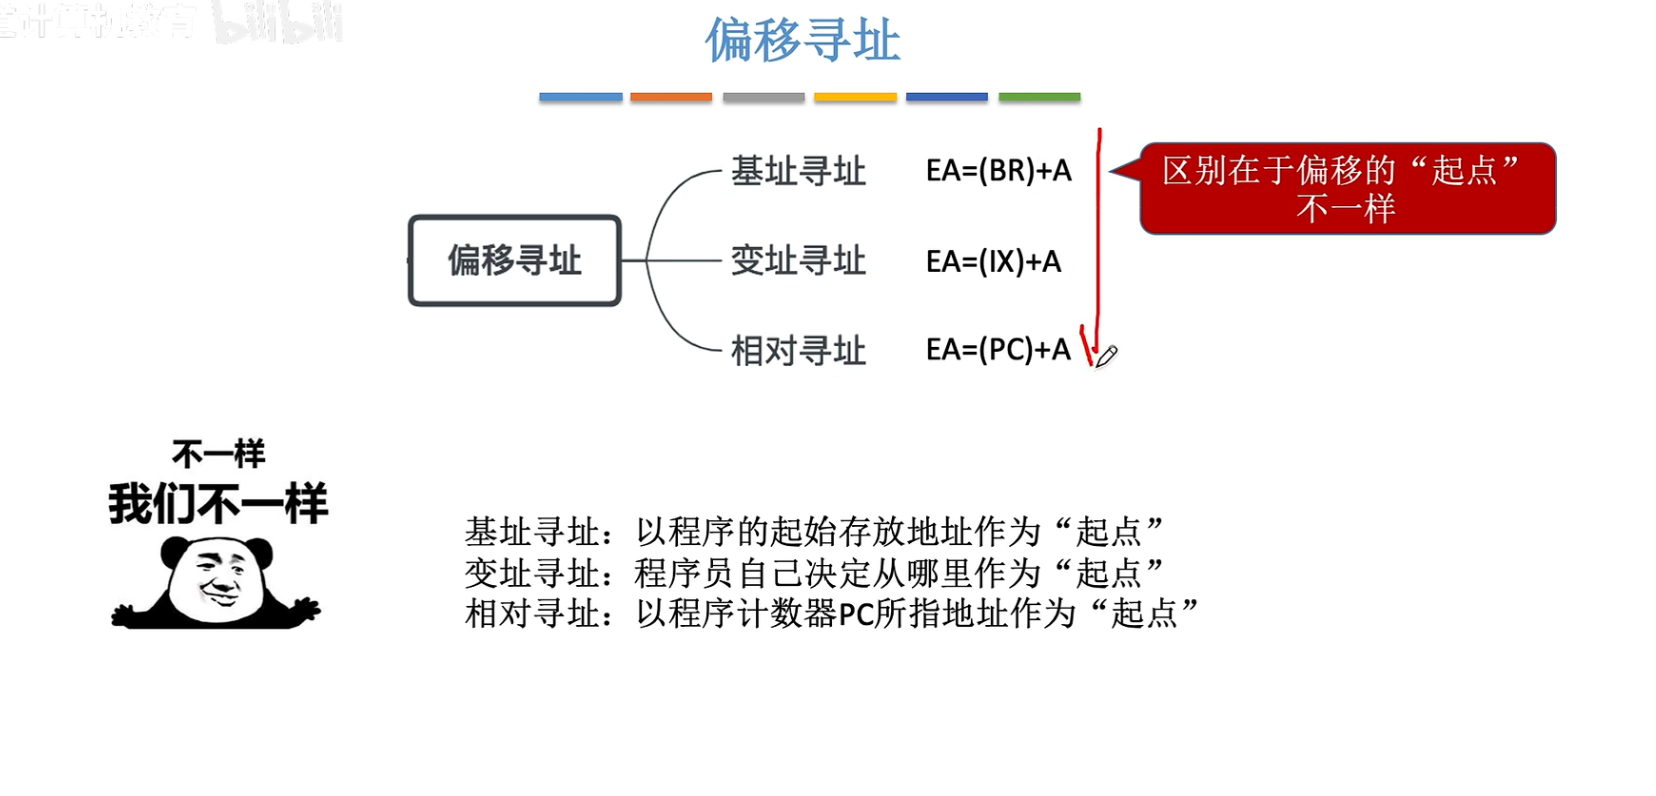 计算机教育 bilibili
偏移寻址
偏移寻址
基址寻址 EA=(BR)+A
变址寻址 EA=(IX)+A
相对寻址 EA=(PC)+A
区别在于偏移的“起点”
不一样
不一样
我们不一样
基址寻址：以程序的起始存放地址作为“起点”
变址寻址：程序员自己决定从哪里作为“起点”
相对寻址：以程序计数器PC所指地址作为“起点”